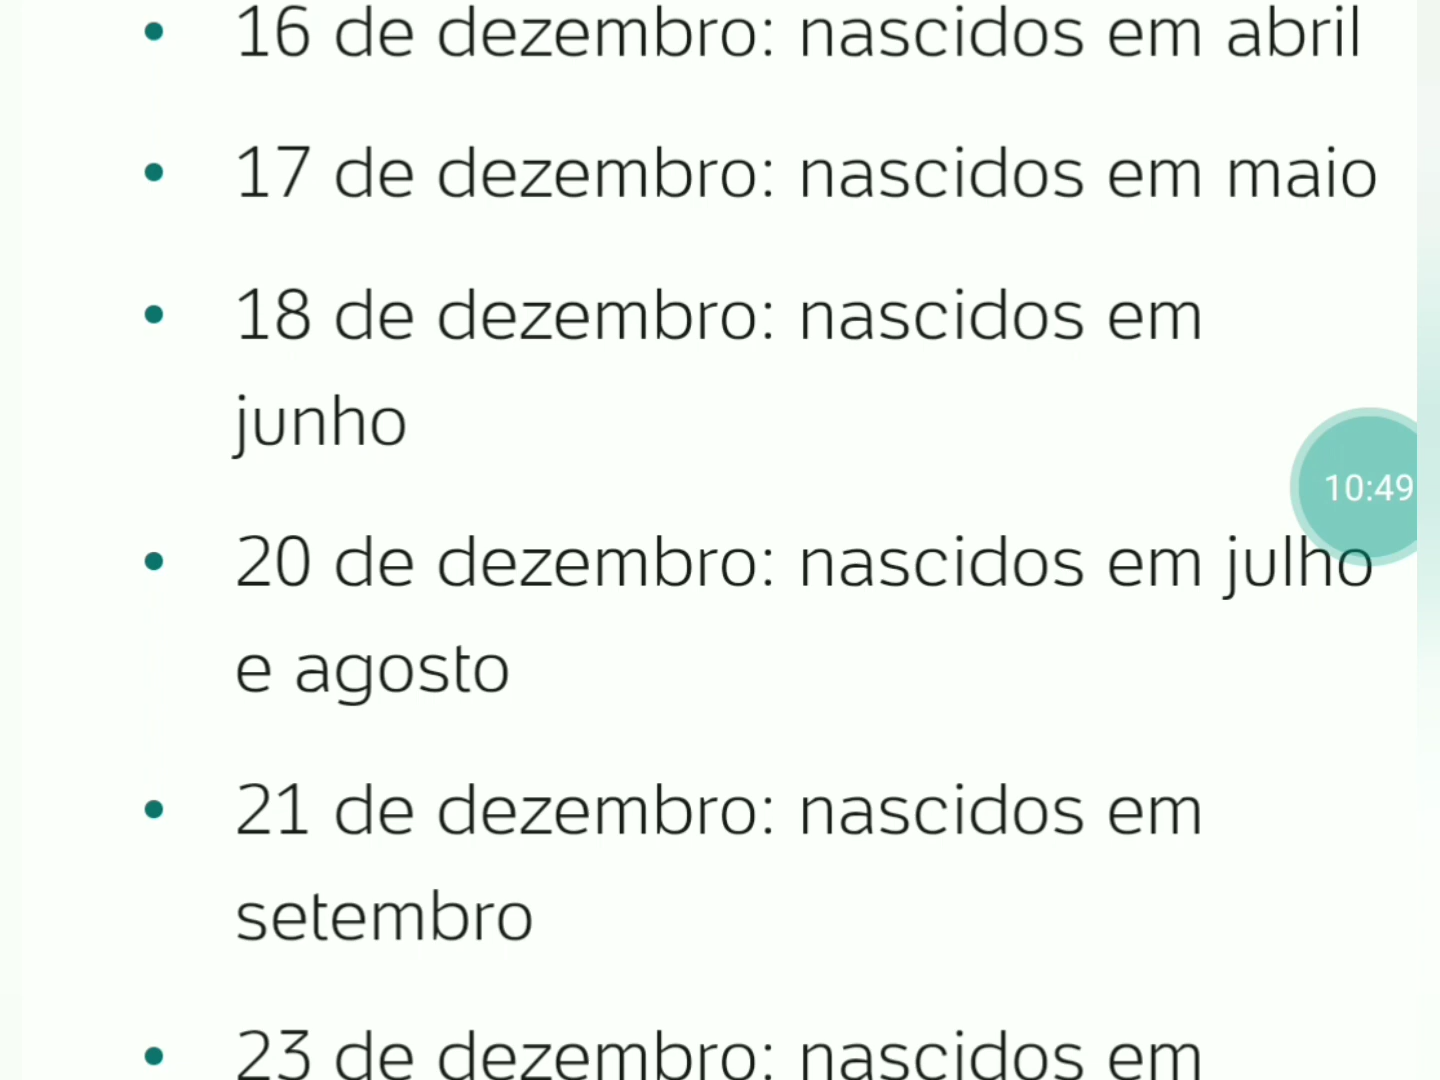 16 de dezembro: nascidos em abril
17 de dezembro: nascidos em maio
18 de dezembro: nascidos em
junho
10:49
20 de dezembro: nascidos em julho
e agosto
21 de dezembro: nascidos em
setembro
23 de dezembro: nascidos em